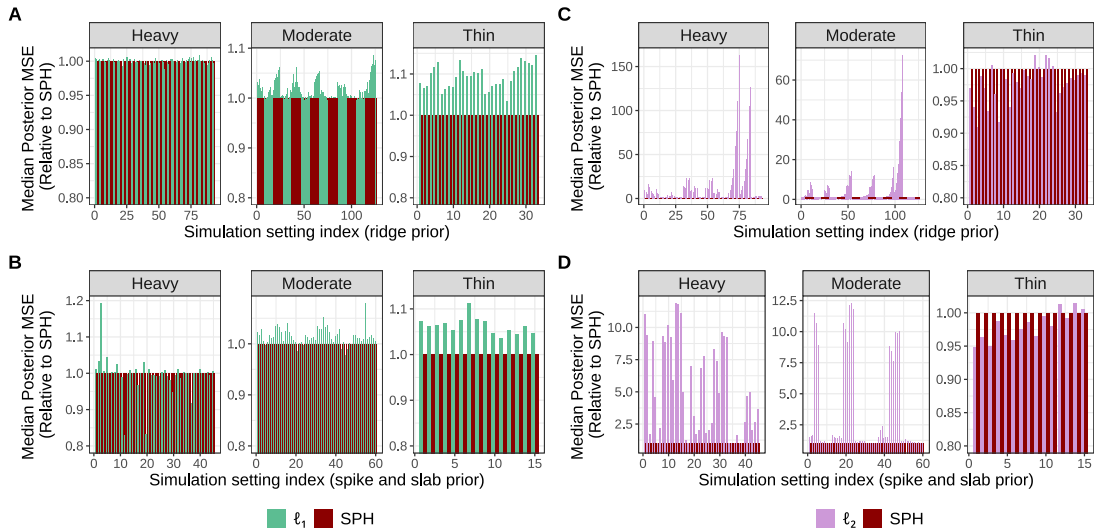 A
Heavy
Moderate
Thin
Median Posterior MSE
(Relative to SPH)
1.00
0.95
0.90
0.85
0.80
0 25 50 75
1.1
1.0
0.9
0.8
0 50 100
1.1
1.0
0.9
0.8
0 10 20 30
Simulation setting index (ridge prior)
B
Heavy
Moderate
Thin
Median Posterior MSE
(Relative to SPH)
1.2
1.1
1.0
0.9
0.8
0 10 20 30 40
1.1
1.0
0.9
0.8
0 10 20 30 40 50 60
1.1
1.0
0.9
0.8
0 5 10 15
Simulation setting index (spike and slab prior)
ℓ₁ SPH
C
Heavy
Moderate
Thin
Median Posterior MSE
(Relative to SPH)
150
100
50
0
0 25 50 75
60
40
20
0
0 50 100
1.00
0.95
0.90
0.85
0.80
0 10 20 30
Simulation setting index (ridge prior)
D
Heavy
Moderate
Thin
Median Posterior MSE
(Relative to SPH)
10.0
7.5
5.0
2.5
0 10 20 30 40
12.5
10.0
7.5
5.0
2.5
0 20 40 60
1.00
0.95
0.90
0.85
0.80
0 5 10 15
Simulation setting index (spike and slab prior)
ℓ₂ SPH